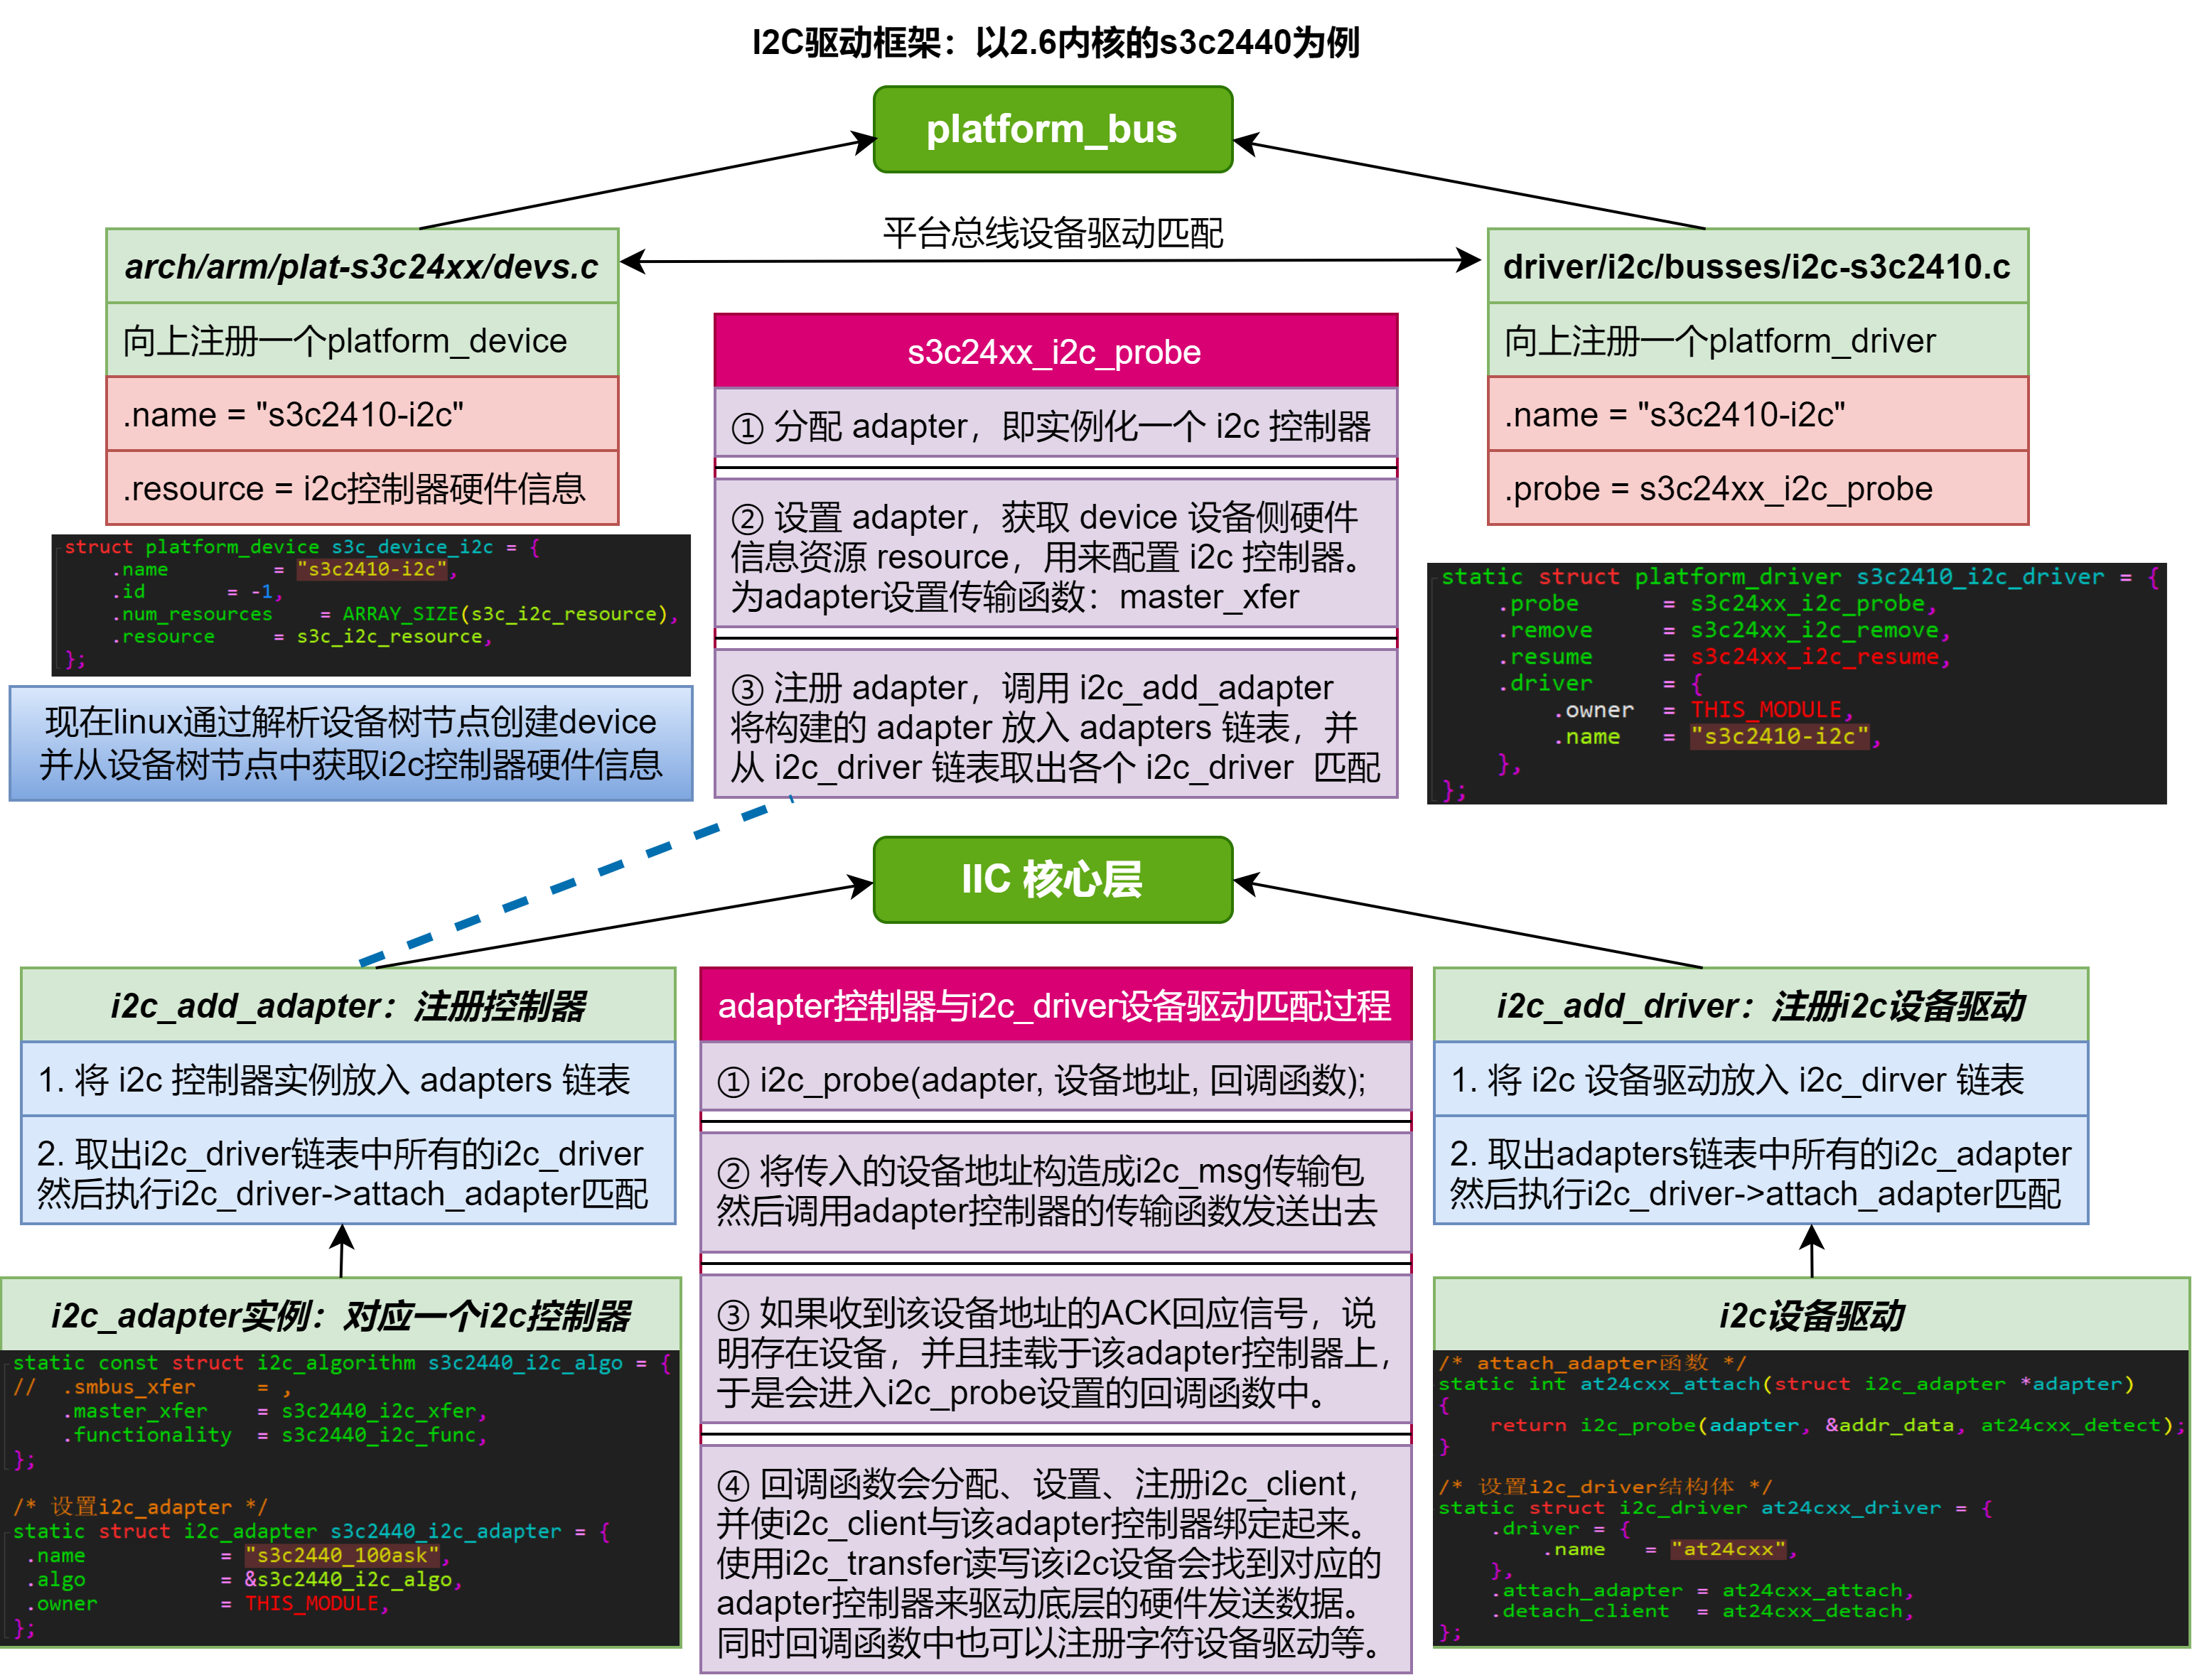 I2C驱动框架：以2.6内核的s3c2440为例
platform_bus
平台总线设备驱动匹配
arch/arm/plat-s3c24xx/devs.c
向上注册一个platform_device
.name = "s3c2410-i2c"
.resource = i2c控制器硬件信息
struct platform_device s3c_device_i2c = {
.name = "s3c2410-i2c",
.id = -1,
.num_resources = ARRAY_SIZE(s3c_i2c_resource),
.resource = s3c_i2c_resource,
};
现在linux通过解析设备树节点创建device
并从设备树节点中获取i2c控制器硬件信息
s3c24xx_i2c_probe
① 分配 adapter，即实例化一个 i2c 控制器
② 设置 adapter，获取 device 设备侧硬件
信息资源 resource，用来配置 i2c 控制器。
为adapter设置传输函数：master_xfer
③ 注册 adapter，调用 i2c_add_adapter
将构建的 adapter 放入 adapters 链表，并
从 i2c_driver 链表取出各个 i2c_driver 匹配
driver/i2c/busses/i2c-s3c2410.c
向上注册一个platform_driver
.name = "s3c2410-i2c"
.probe = s3c24xx_i2c_probe
static struct platform_driver s3c2410_i2c_driver = {
.probe = s3c24xx_i2c_probe,
.remove = s3c24xx_i2c_remove,
.resume = s3c24xx_i2c_resume,
.driver = {
.owner = THIS_MODULE,
.name = "s3c2410-i2c",
},
};
IIC 核心层
i2c_add_adapter：注册控制器
1. 将 i2c 控制器实例放入 adapters 链表
2. 取出i2c_driver链表中所有的i2c_driver
然后执行i2c_driver->attach_adapter匹配
i2c_adapter实例：对应一个i2c控制器
static const struct i2c_algorithm s3c2440_i2c_algo = {
// .smbus_xfer = ,
.master_xfer = s3c2440_i2c_xfer,
.functionality = s3c2440_i2c_func,
};
/* 设置i2c_adapter */
static struct i2c_adapter s3c2440_i2c_adapter = {
.name = "s3c2440_100ask",
.algo = &s3c2440_i2c_algo,
.owner = THIS_MODULE,
};
adapter控制器与i2c_driver设备驱动匹配过程
① i2c_probe(adapter, 设备地址, 回调函数);
② 将传入的设备地址构造成i2c_msg传输包
然后调用adapter控制器的传输函数发送出去
③ 如果收到该设备地址的ACK回应信号，说
明存在设备，并且挂载于该adapter控制器上，
于是会进入i2c_probe设置的回调函数中。
④ 回调函数会分配、设置、注册i2c_client，
并使i2c_client与该adapter控制器绑定起来。
使用i2c_transfer读写该i2c设备会找到对应的
adapter控制器来驱动底层的硬件发送数据。
同时回调函数中也可以注册字符设备驱动等。
i2c_add_driver：注册i2c设备驱动
1. 将 i2c 设备驱动放入 i2c_dirver 链表
2. 取出adapters链表中所有的i2c_adapter
然后执行i2c_driver->attach_adapter匹配
i2c设备驱动
/* attach_adapter函数 */
static int at24cxx_attach(struct i2c_adapter *adapter)
{
return i2c_probe(adapter, &addr_data, at24cxx_detect);
}
/* 设置i2c_driver结构体 */
static struct i2c_driver at24cxx_driver = {
.driver = {
.name = "at24cxx",
},
.attach_adapter = at24cxx_attach,
.detach_client = at24cxx_detach,
};